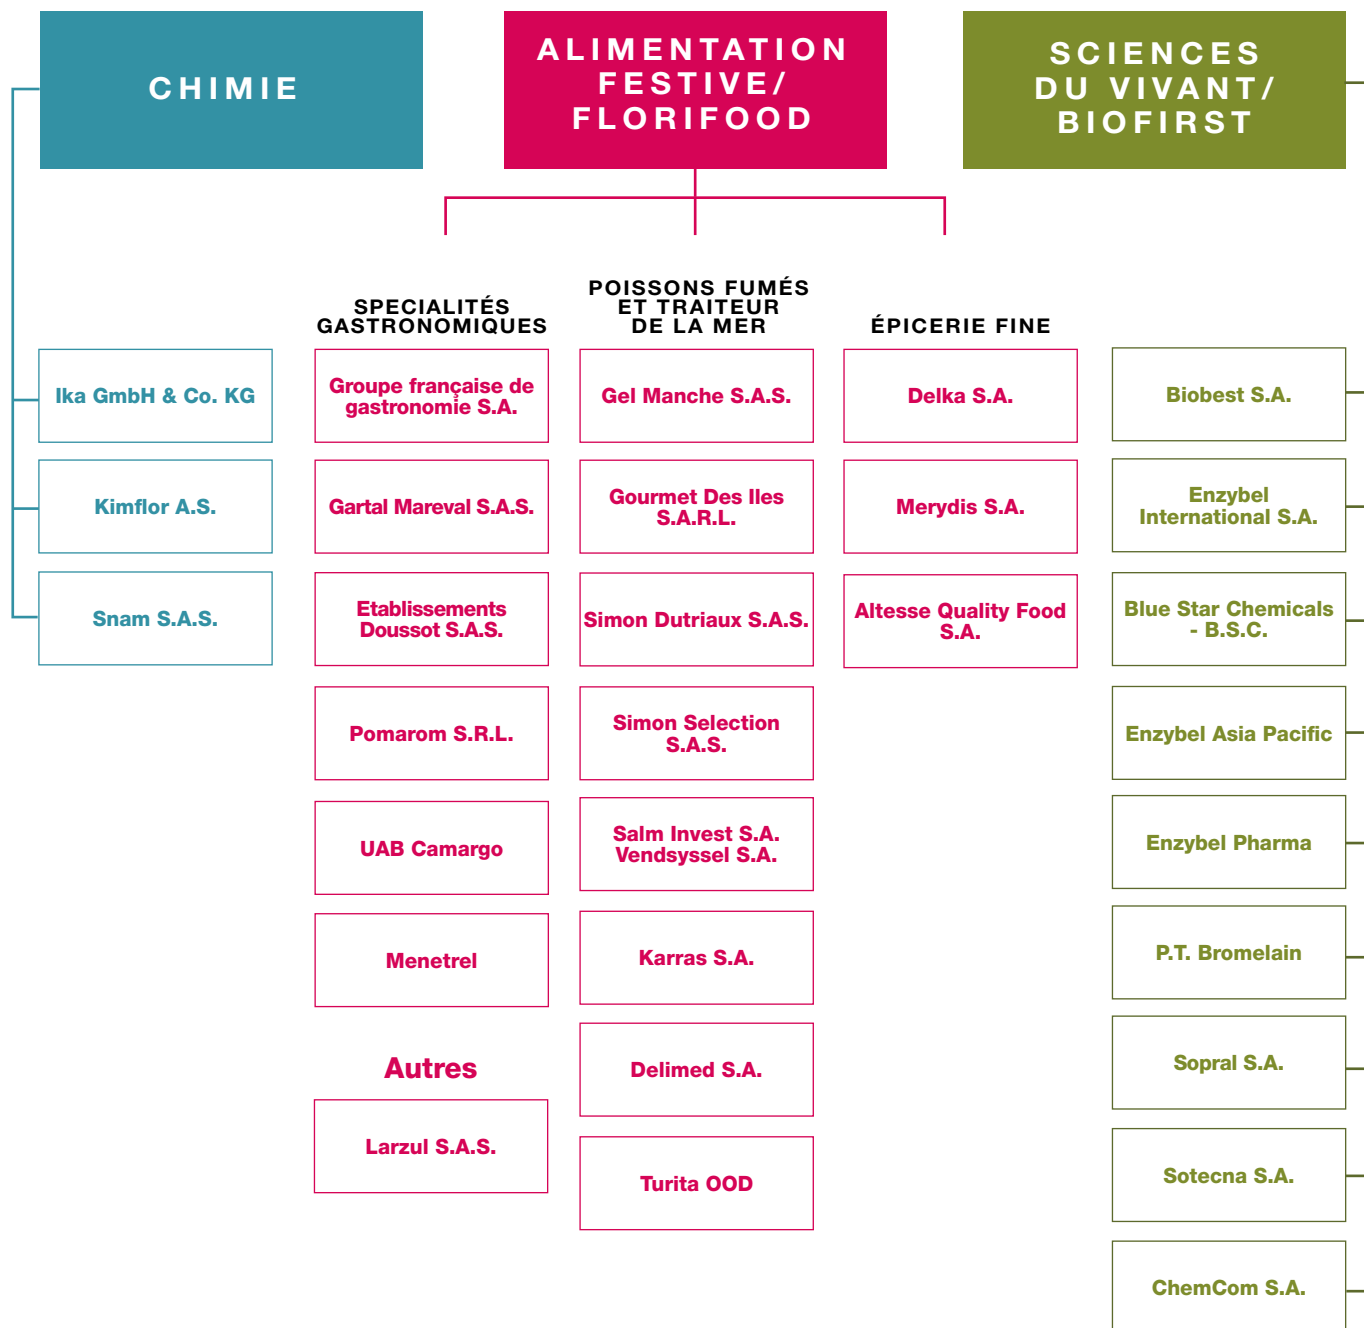 CHIMIE
ALIMENTATION
FESTIVE/
FLORIFOOD
SCIENCES
DU VIVANT/
BIOFIRST
SPECIALITÉS
GASTRONOMIQUES
POISSONS FUMÉS
ET TRAITEUR
DE LA MER
ÉPICERIE FINE
Ika GmbH & Co. KG
Kimflor A.S.
Snam S.A.S.
Groupe française de
gastronomie S.A.
Gartal Mareval S.A.S.
Etablissements
Doussot S.A.S.
Pomarom S.R.L.
UAB Camargo
Menetrel
Autres
Larzul S.A.S.
Gel Manche S.A.S.
Gourmet Des Iles
S.A.R.L.
Simon Dutriaux S.A.S.
Simon Selection
S.A.S.
Salm Invest S.A.
Vendsyssel S.A.
Karras S.A.
Delimed S.A.
Turita OOD
Delka S.A.
Merydis S.A.
Altesse Quality Food
S.A.
Biobest S.A.
Enzybel
International S.A.
Blue Star Chemicals
- B.S.C.
Enzybel Asia Pacific
Enzybel Pharma
P.T. Bromelain
Sopral S.A.
Sotecna S.A.
ChemCom S.A.